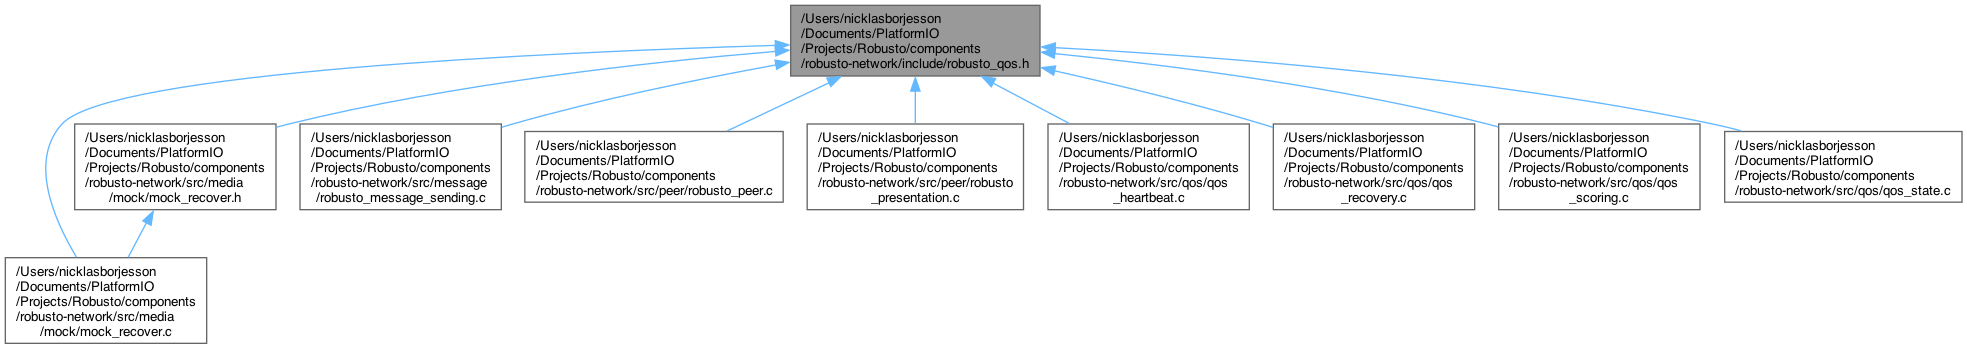 /Users/nicklasborjesson
/Documents/PlatformIO
/Projects/Robusto/components
/robusto-network/include/robusto_qos.h
/Users/nicklasborjesson
/Documents/PlatformIO
/Projects/Robusto/components
/robusto-network/src/media
/mock/mock_recover.h
/Users/nicklasborjesson
/Documents/PlatformIO
/Projects/Robusto/components
/robusto-network/src/message
/robusto_message_sending.c
/Users/nicklasborjesson
/Documents/PlatformIO
/Projects/Robusto/components
/robusto-network/src/peer/robusto_peer.c
/Users/nicklasborjesson
/Documents/PlatformIO
/Projects/Robusto/components
/robusto-network/src/peer/robusto
_presentation.c
/Users/nicklasborjesson
/Documents/PlatformIO
/Projects/Robusto/components
/robusto-network/src/qos/qos
_heartbeat.c
/Users/nicklasborjesson
/Documents/PlatformIO
/Projects/Robusto/components
/robusto-network/src/qos/qos
_recovery.c
/Users/nicklasborjesson
/Documents/PlatformIO
/Projects/Robusto/components
/robusto-network/src/qos/qos
_scoring.c
/Users/nicklasborjesson
/Documents/PlatformIO
/Projects/Robusto/components
/robusto-network/src/qos/qos_state.c
/Users/nicklasborjesson
/Documents/PlatformIO
/Projects/Robusto/components
/robusto-network/src/media
/mock/mock_recover.c